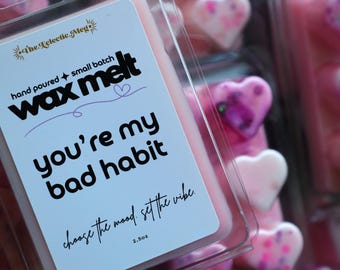 The Eclectic Meg
hand poured ✦ small batch
wax melt
you're my
bad habit
choose the mood. set the vibe.
2.5oz